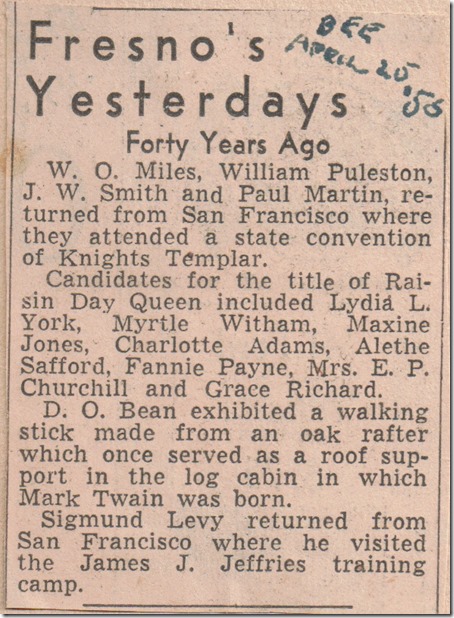 Fresno's
Yesterdays
BEE
APRIL 25
'55
Forty Years Ago
W. O. Miles, William Puleston,
J. W. Smith and Paul Martin, re-
turned from San Francisco where
they attended a state convention
of Knights Templar.
Candidates for the title of Rai-
sin Day Queen included Lydia L.
York, Myrtle Witham, Maxine
Jones, Charlotte Adams, Alethe
Safford, Fannie Payne, Mrs. E. P.
Churchill and Grace Richard.
D. O. Bean exhibited a walking
stick made from an oak rafter
which once served as a roof sup-
port in the log cabin in which
Mark Twain was born.
Sigmund Levy returned from
San Francisco where he visited
the James J. Jeffries training
camp.